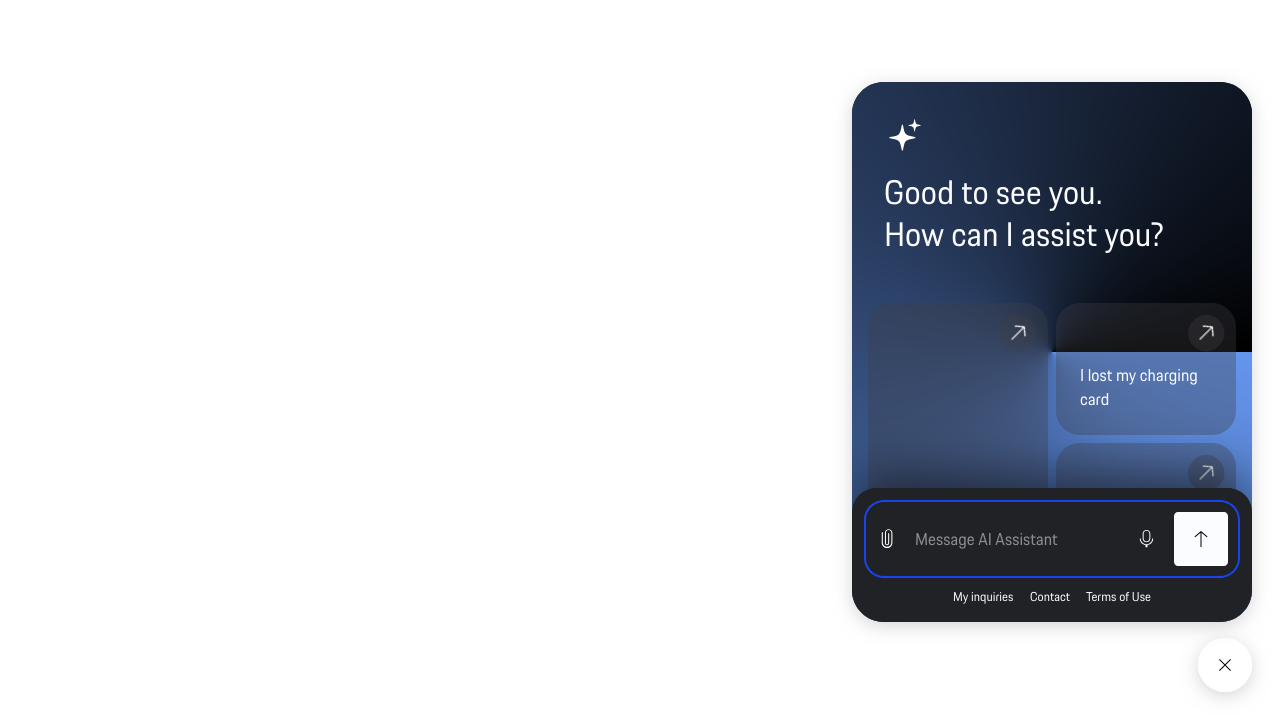 Good to see you.
How can I assist you?
I lost my charging
card
Message AI Assistant
My inquiries
Contact
Terms of Use